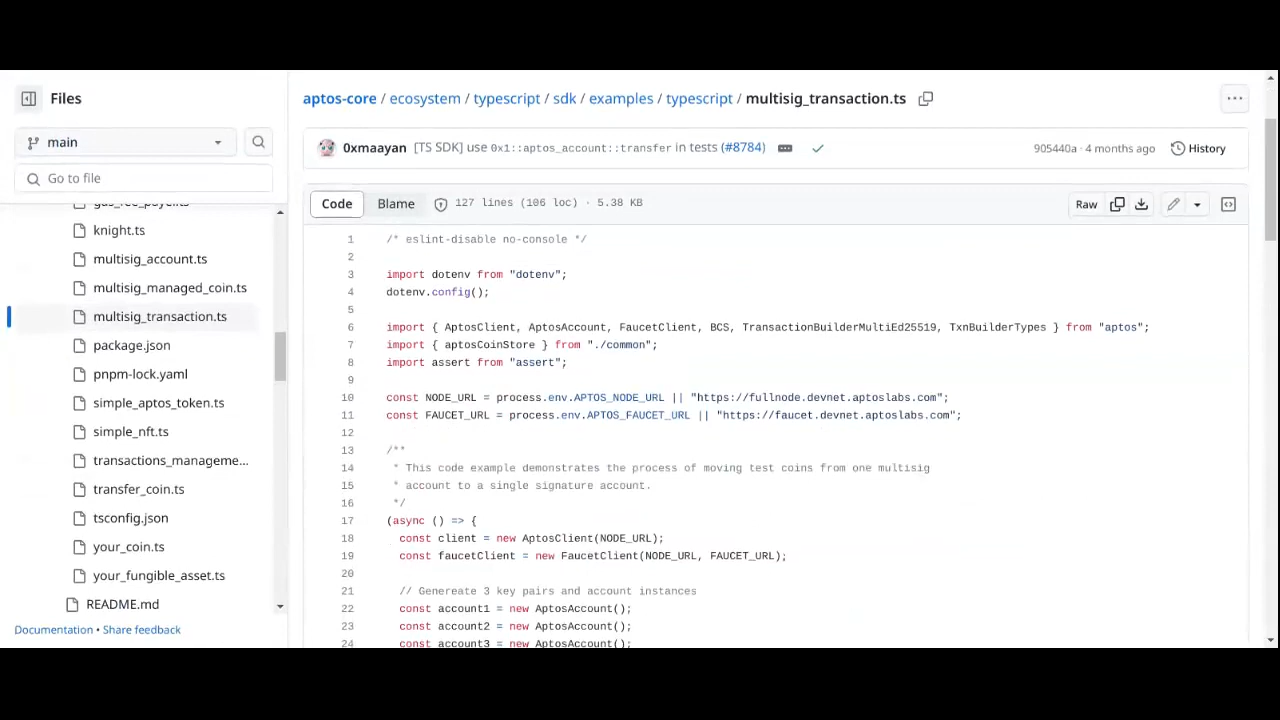 Files
main
Go to file
knight.ts
multisig_account.ts
multisig_managed_coin.ts
multisig_transaction.ts
package.json
pnpm-lock.yaml
simple_aptos_token.ts
simple_nft.ts
transactions_manageme...
transfer_coin.ts
tsconfig.json
your_coin.ts
your_fungible_asset.ts
README.md
Documentation • Share feedback
aptos-core / ecosystem / typescript / sdk / examples / typescript / multisig_transaction.ts
0xmaayan [TS SDK] use 0x1::aptos_account::transfer in tests (#8784) 905440a · 4 months ago History
Code Blame 127 lines (106 loc) · 5.38 KB Raw
1 /* eslint-disable no-console */
2
3 import dotenv from "dotenv";
4 dotenv.config();
5
6 import { AptosClient, AptosAccount, FaucetClient, BCS, TransactionBuilderMultiEd25519, TxnBuilderTypes } from "aptos";
7 import { aptosCoinStore } from "./common";
8 import assert from "assert";
9
10 const NODE_URL = process.env.APTOS_NODE_URL || "https://fullnode.devnet.aptoslabs.com";
11 const FAUCET_URL = process.env.APTOS_FAUCET_URL || "https://faucet.devnet.aptoslabs.com";
12
13 /**
14 * This code example demonstrates the process of moving test coins from one multisig
15 * account to a single signature account.
16 */
17 (async () => {
18 const client = new AptosClient(NODE_URL);
19 const faucetClient = new FaucetClient(NODE_URL, FAUCET_URL);
20
21 // Genereate 3 key pairs and account instances
22 const account1 = new AptosAccount();
23 const account2 = new AptosAccount();
24 const account3 = new AptosAccount();